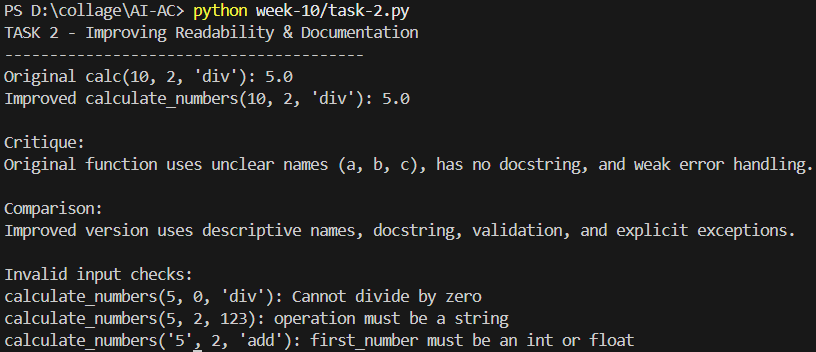 PS D:\collage\AI-AC> python week-10/task-2.py
TASK 2 - Improving Readability & Documentation
----------------------------------------
Original calc(10, 2, 'div'): 5.0
Improved calculate_numbers(10, 2, 'div'): 5.0

Critique:
Original function uses unclear names (a, b, c), has no docstring, and weak error handling.

Comparison:
Improved version uses descriptive names, docstring, validation, and explicit exceptions.

Invalid input checks:
calculate_numbers(5, 0, 'div'): Cannot divide by zero
calculate_numbers(5, 2, 123): operation must be a string
calculate_numbers('5', 2, 'add'): first_number must be an int or float